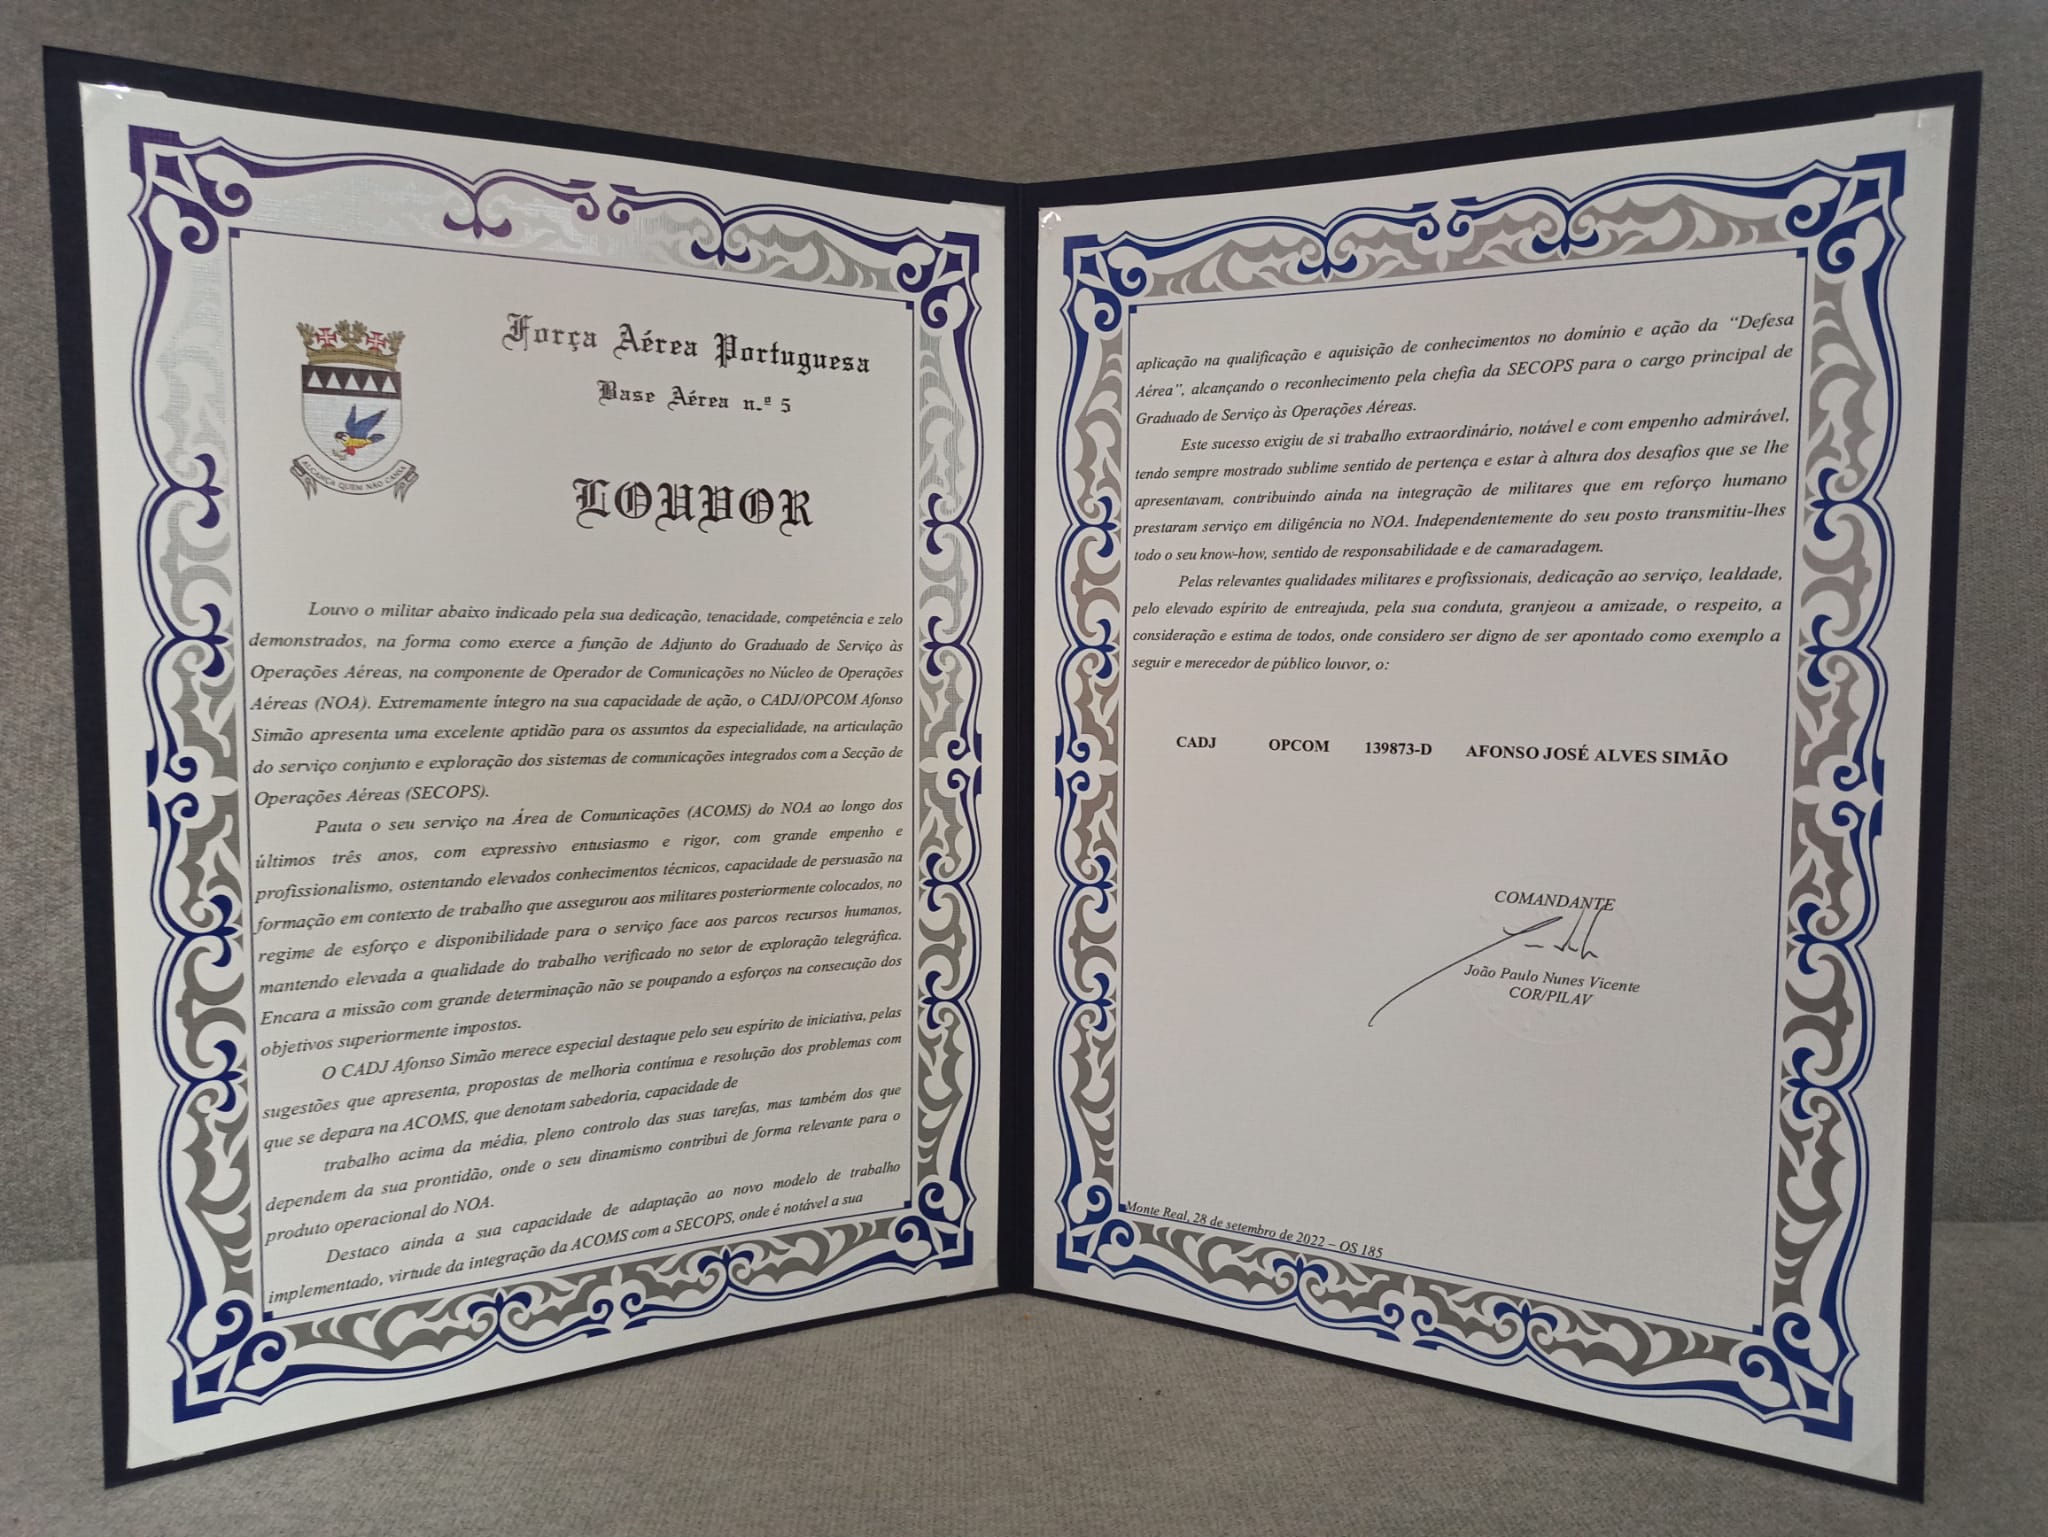 Força Aérea Portuguesa
Base Aérea n.º 5
LOUVOR
ALCANÇA QUEM NÃO CANSA
Louvo o militar abaixo indicado pela sua dedicação, tenacidade, competência e zelo
demonstrados, na forma como exerce a função de Adjunto do Graduado de Serviço às
Operações Aéreas, na componente de Operador de Comunicações no Núcleo de Operações
Aéreas (NOA). Extremamente íntegro na sua capacidade de ação, o CADJ/OPCOM Afonso
Simão apresenta uma excelente aptidão para os assuntos da especialidade, na articulação
do serviço conjunto e exploração dos sistemas de comunicações integrados com a Secção de
Operações Aéreas (SECOPS).
Pauta o seu serviço na Área de Comunicações (ACOMS) do NOA ao longo dos
últimos três anos, com expressivo entusiasmo e rigor, com grande empenho e
profissionalismo, ostentando elevados conhecimentos técnicos, capacidade de persuasão na
formação em contexto de trabalho que assegurou aos militares posteriormente colocados, no
regime de esforço e disponibilidade para o serviço face aos parcos recursos humanos,
mantendo elevada a qualidade do trabalho verificado no setor de exploração telegráfica.
Encara a missão com grande determinação não se poupando a esforços na consecução dos
objetivos superiormente impostos.
O CADJ Afonso Simão merece especial destaque pelo seu espírito de iniciativa, pelas
sugestões que apresenta, propostas de melhoria contínua e resolução dos problemas com
que se depara na ACOMS, que denotam sabedoria, capacidade de
trabalho acima da média, pleno controlo das suas tarefas, mas também dos que
dependem da sua prontidão, onde o seu dinamismo contribui de forma relevante para o
produto operacional do NOA.
Destaco ainda a sua capacidade de adaptação ao novo modelo de trabalho
implementado, virtude da integração da ACOMS com a SECOPS, onde é notável a sua
aplicação na qualificação e aquisição de conhecimentos no domínio e ação da “Defesa
Aérea”, alcançando o reconhecimento pela chefia da SECOPS para o cargo principal de
Graduado de Serviço às Operações Aéreas.
Este sucesso exigiu de si trabalho extraordinário, notável e com empenho admirável,
tendo sempre mostrado sublime sentido de pertença e estar à altura dos desafios que se lhe
apresentavam, contribuindo ainda na integração de militares que em reforço humano
prestaram serviço em diligência no NOA. Independentemente do seu posto transmitiu-lhes
todo o seu know-how, sentido de responsabilidade e de camaradagem.
Pelas relevantes qualidades militares e profissionais, dedicação ao serviço, lealdade,
pelo elevado espírito de entreajuda, pela sua conduta, granjeou a amizade, o respeito, a
consideração e estima de todos, onde considero ser digno de ser apontado como exemplo a
seguir e merecedor de público louvor, o:
CADJ OPCOM 139873-D AFONSO JOSÉ ALVES SIMÃO
COMANDANTE
João Paulo Nunes Vicente
COR/PILAV
Monte Real, 28 de setembro de 2022 – OS 185